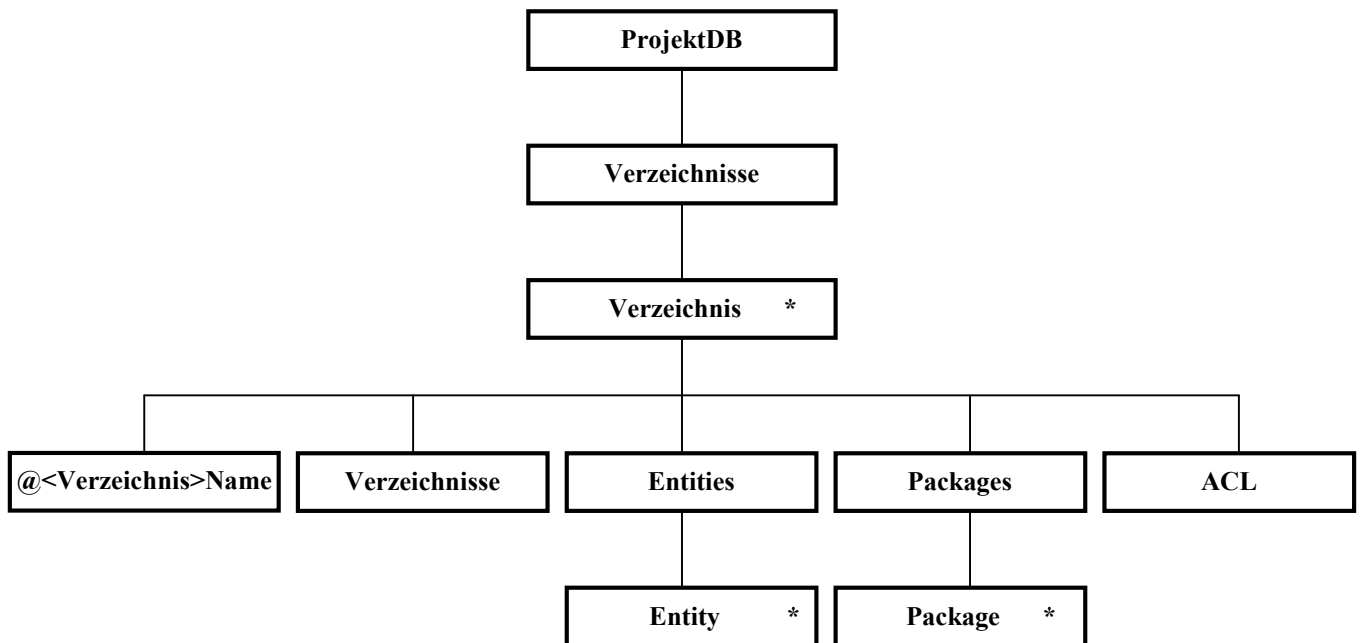 ProjektDB
Verzeichnisse
Verzeichnis *
@<Verzeichnis>Name
Verzeichnisse
Entities
Packages
ACL
Entity *
Package *